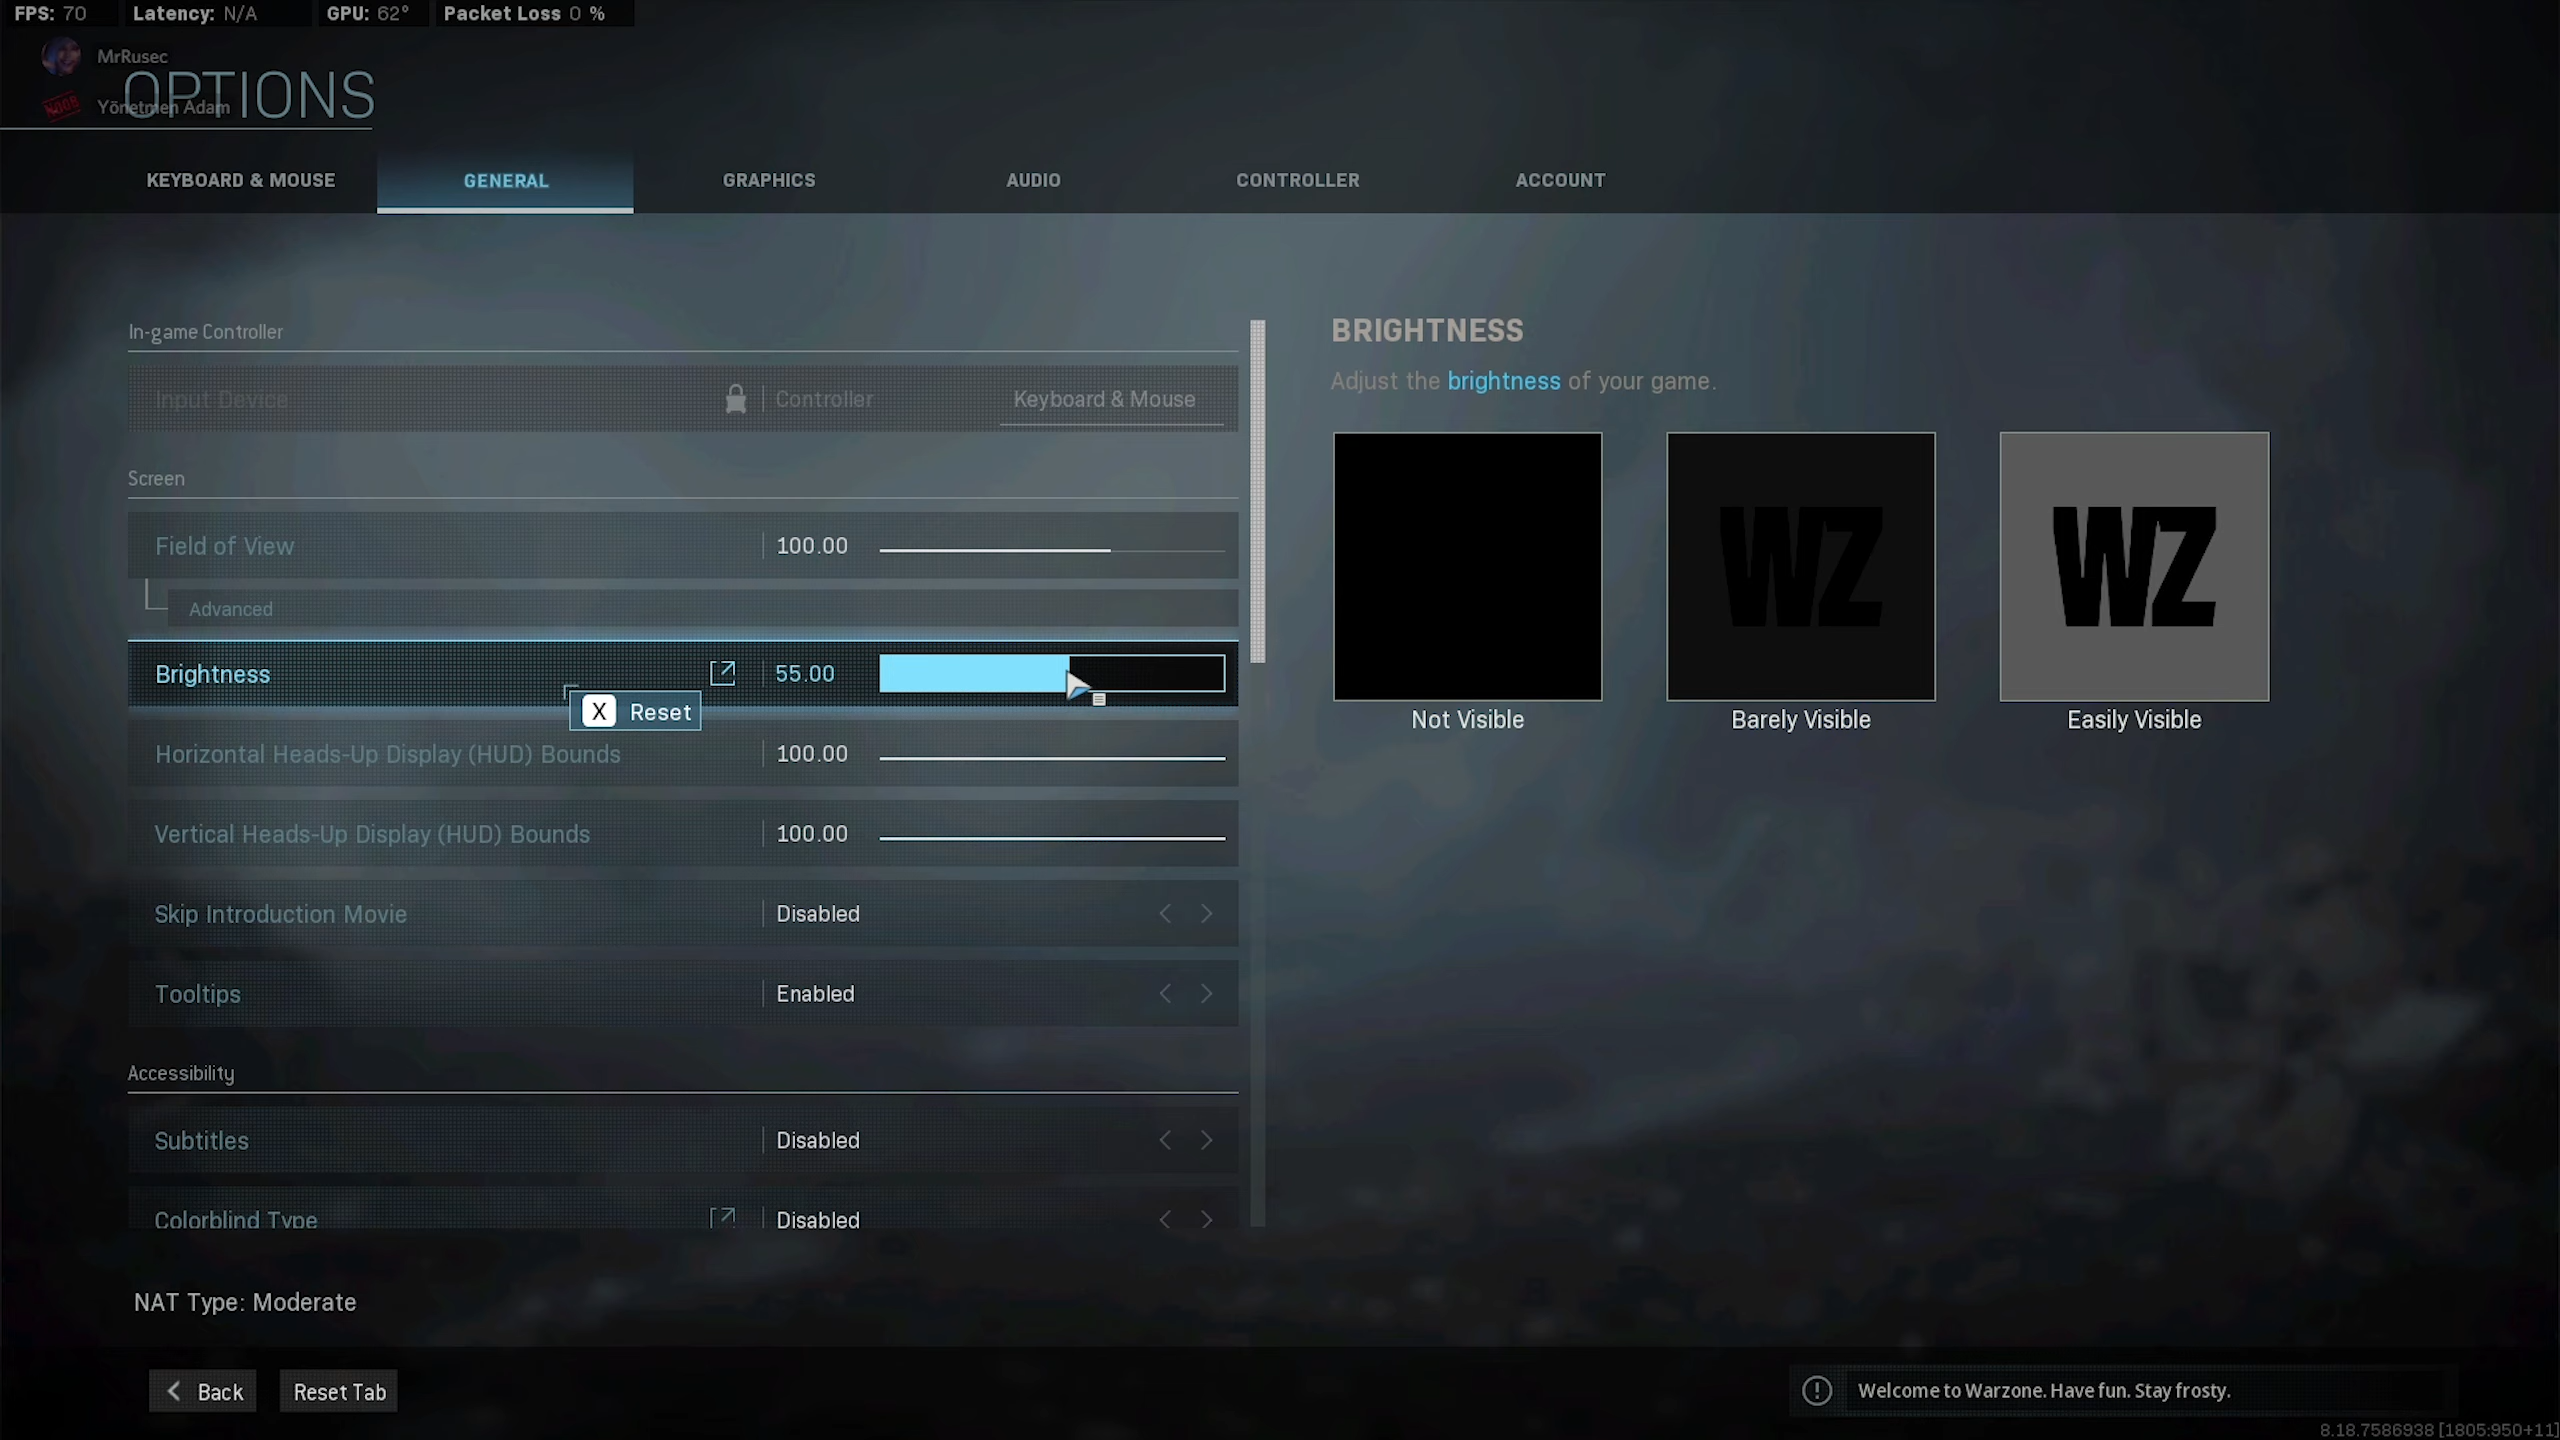 FPS: 70 Latency: N/A GPU: 62° Packet Loss 0 %
MrRusec
OPTIONS
NOOB Yönetmen Adam
KEYBOARD & MOUSE GENERAL GRAPHICS AUDIO CONTROLLER ACCOUNT
In-game Controller
Input Device Controller Keyboard & Mouse
Screen
Field of View 100.00
Advanced
Brightness 55.00
X Reset
Horizontal Heads-Up Display (HUD) Bounds 100.00
Vertical Heads-Up Display (HUD) Bounds 100.00
Skip Introduction Movie Disabled
Tooltips Enabled
Accessibility
Subtitles Disabled
Colorblind Type Disabled
BRIGHTNESS
Adjust the brightness of your game.
WZ WZ
Not Visible Barely Visible Easily Visible
NAT Type: Moderate
Back Reset Tab
Welcome to Warzone. Have fun. Stay frosty.
8.18.7586938 [1805:950+11]